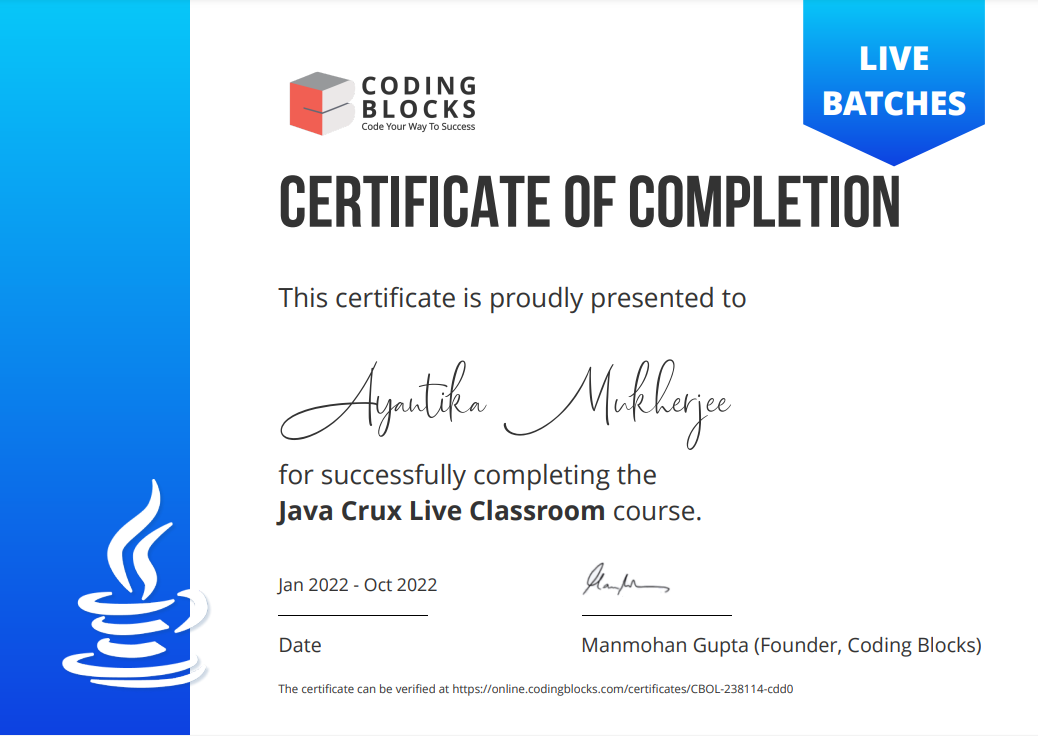 LIVE
BATCHES
CODING
BLOCKS
Code Your Way To Success
CERTIFICATE OF COMPLETION
This certificate is proudly presented to
Ayantika Mukherjee
for successfully completing the
Java Crux Live Classroom course.
Jan 2022 - Oct 2022
Date
Manmohan Gupta (Founder, Coding Blocks)
The certificate can be verified at https://online.codingblocks.com/certificates/CBOL-238114-cdd0